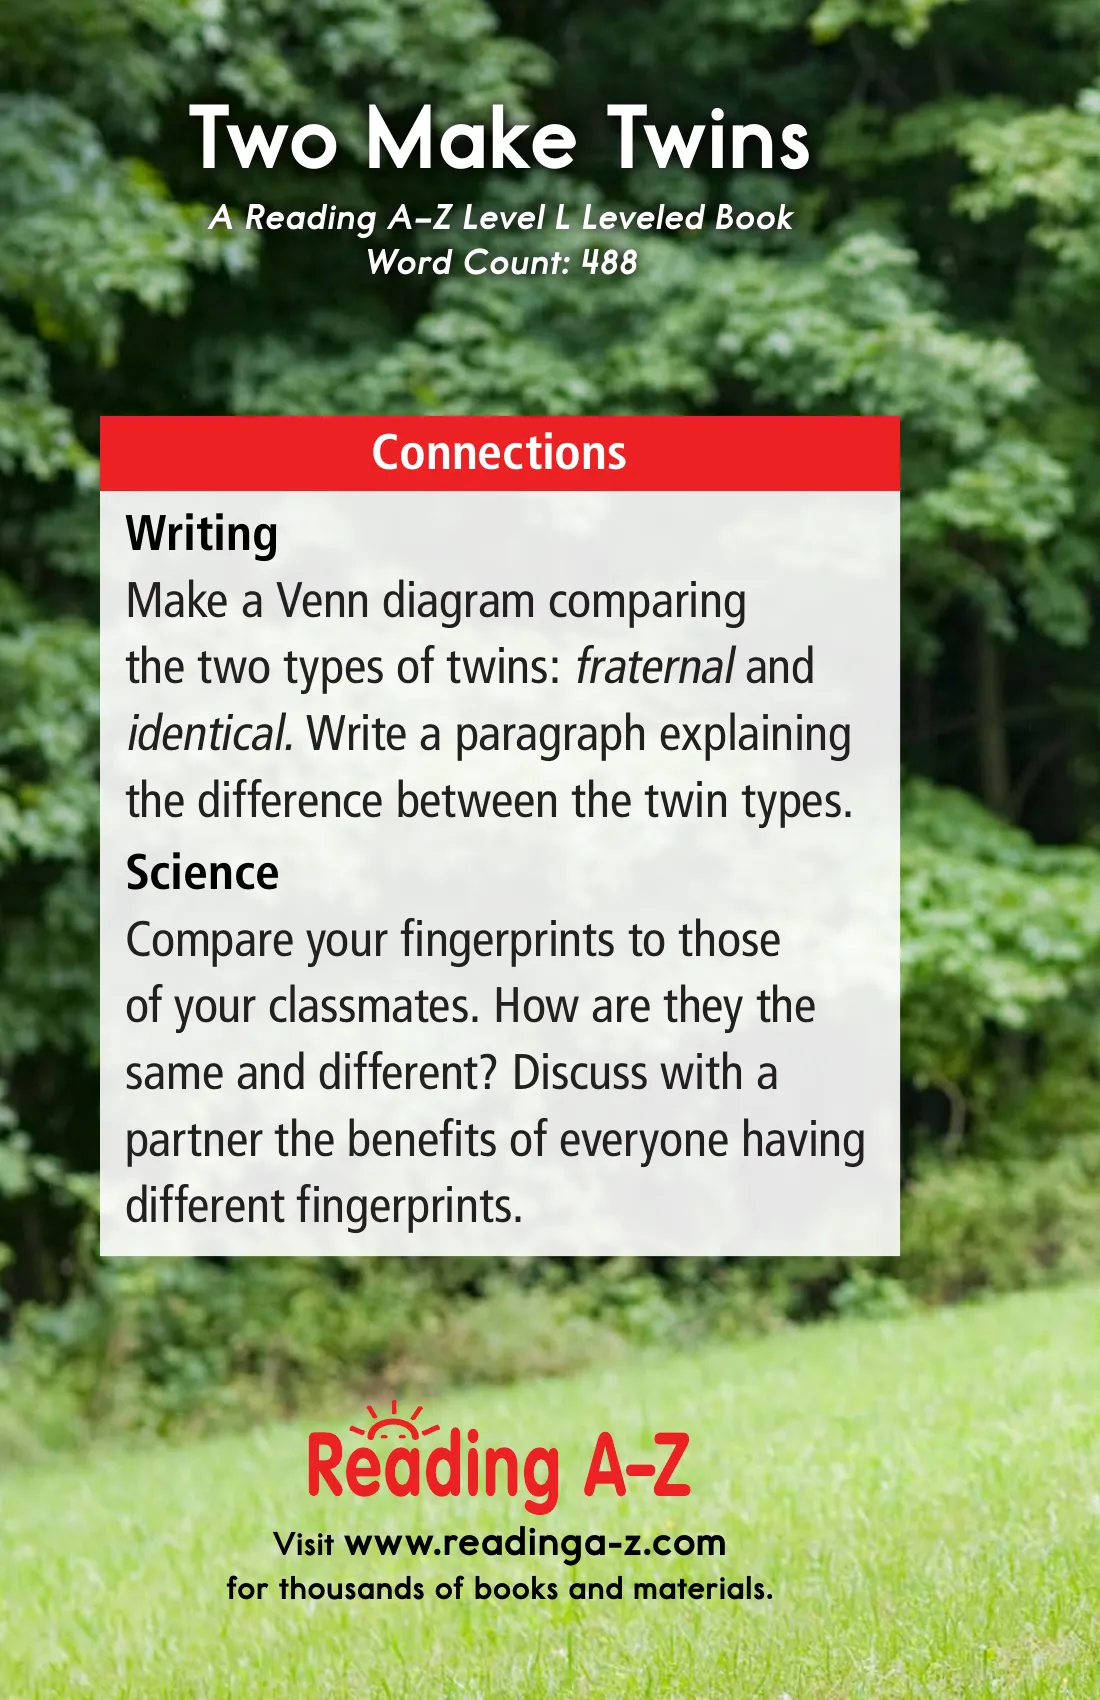 Two Make Twins
A Reading A–Z Level L Leveled Book
Word Count: 488
Connections
Writing
Make a Venn diagram comparing
the two types of twins: fraternal and
identical. Write a paragraph explaining
the difference between the twin types.
Science
Compare your fingerprints to those
of your classmates. How are they the
same and different? Discuss with a
partner the benefits of everyone having
different fingerprints.
Reading A–Z
Visit www.readinga-z.com
for thousands of books and materials.